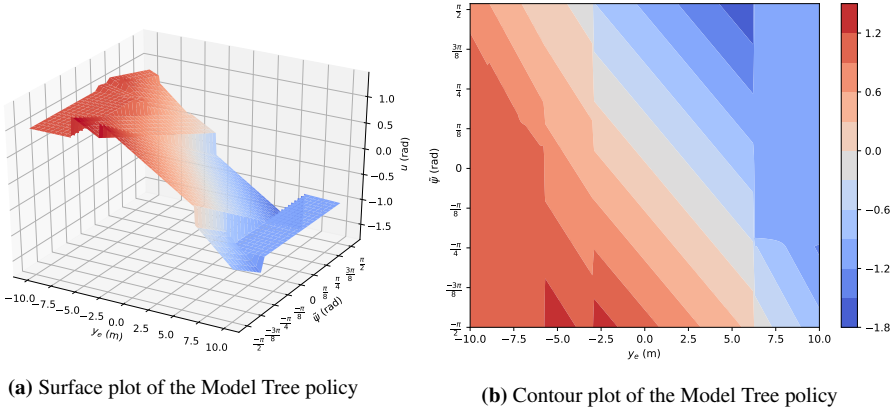 1.0
0.5
0.0
−0.5
−1.0
−1.5
u (rad)
−10.0
−7.5
−5.0
−2.5
0.0
2.5
5.0
7.5
10.0
y_e (m)
−π/2
−3π/8
−π/4
−π/8
0
π/8
π/4
3π/8
π/2
ψ̃ (rad)
(a) Surface plot of the Model Tree policy
π/2
3π/8
π/4
π/8
0
−π/8
−π/4
−3π/8
−π/2
ψ̃ (rad)
−10.0 −7.5 −5.0 −2.5 0.0 2.5 5.0 7.5 10.0
y_e (m)
1.2
0.6
0.0
−0.6
−1.2
−1.8
(b) Contour plot of the Model Tree policy